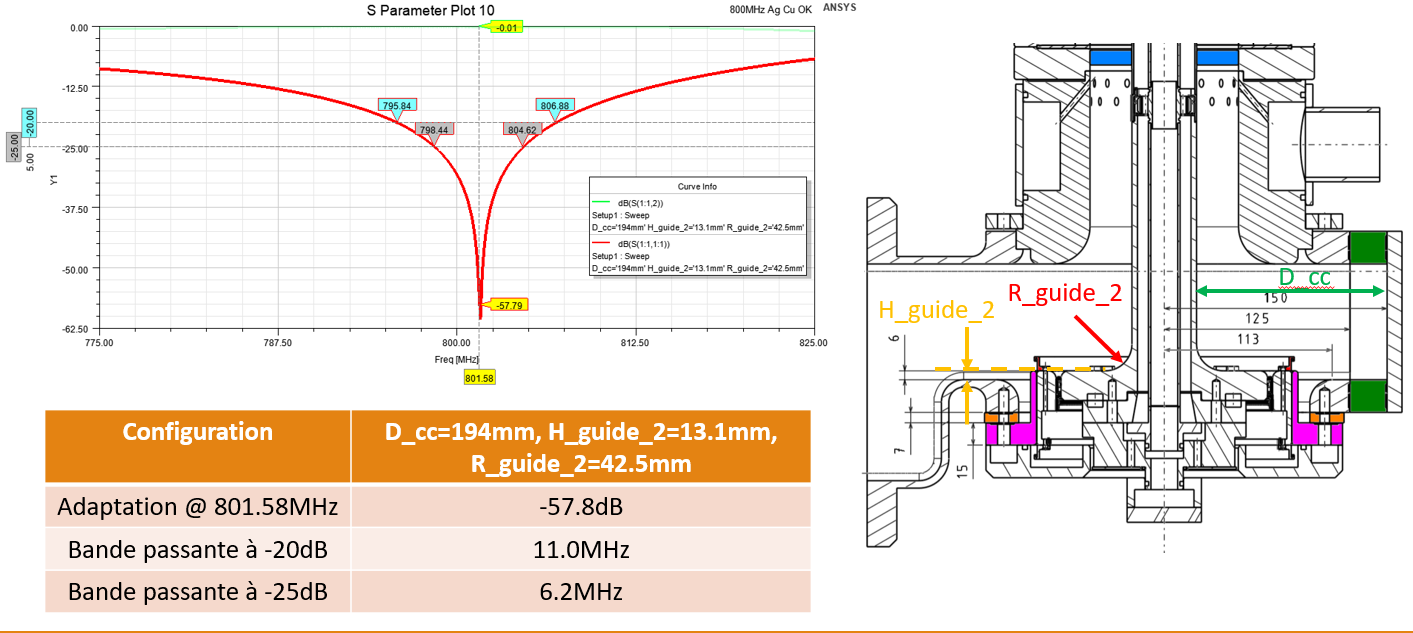 S Parameter Plot 10
800MHz Ag Cu OK
ANSYS
0.00
-12.50
-25.00
-37.50
-50.00
-62.50
Y1
-20.00
-25.00
5.00
-0.01
795.84
806.88
798.44
804.62
-57.79
Curve Info
dB(S(1:1,2))
Setup1 : Sweep
D_cc='194mm' H_guide_2='13.1mm' R_guide_2='42.5mm'
dB(S(1:1,1:1))
Setup1 : Sweep
D_cc='194mm' H_guide_2='13.1mm' R_guide_2='42.5mm'
775.00
787.50
800.00
812.50
825.00
Freq [MHz]
801.58
Configuration
D_cc=194mm, H_guide_2=13.1mm,
R_guide_2=42.5mm
Adaptation @ 801.58MHz
-57.8dB
Bande passante à -20dB
11.0MHz
Bande passante à -25dB
6.2MHz
D_cc
R_guide_2
H_guide_2
150
125
113
6
7
15